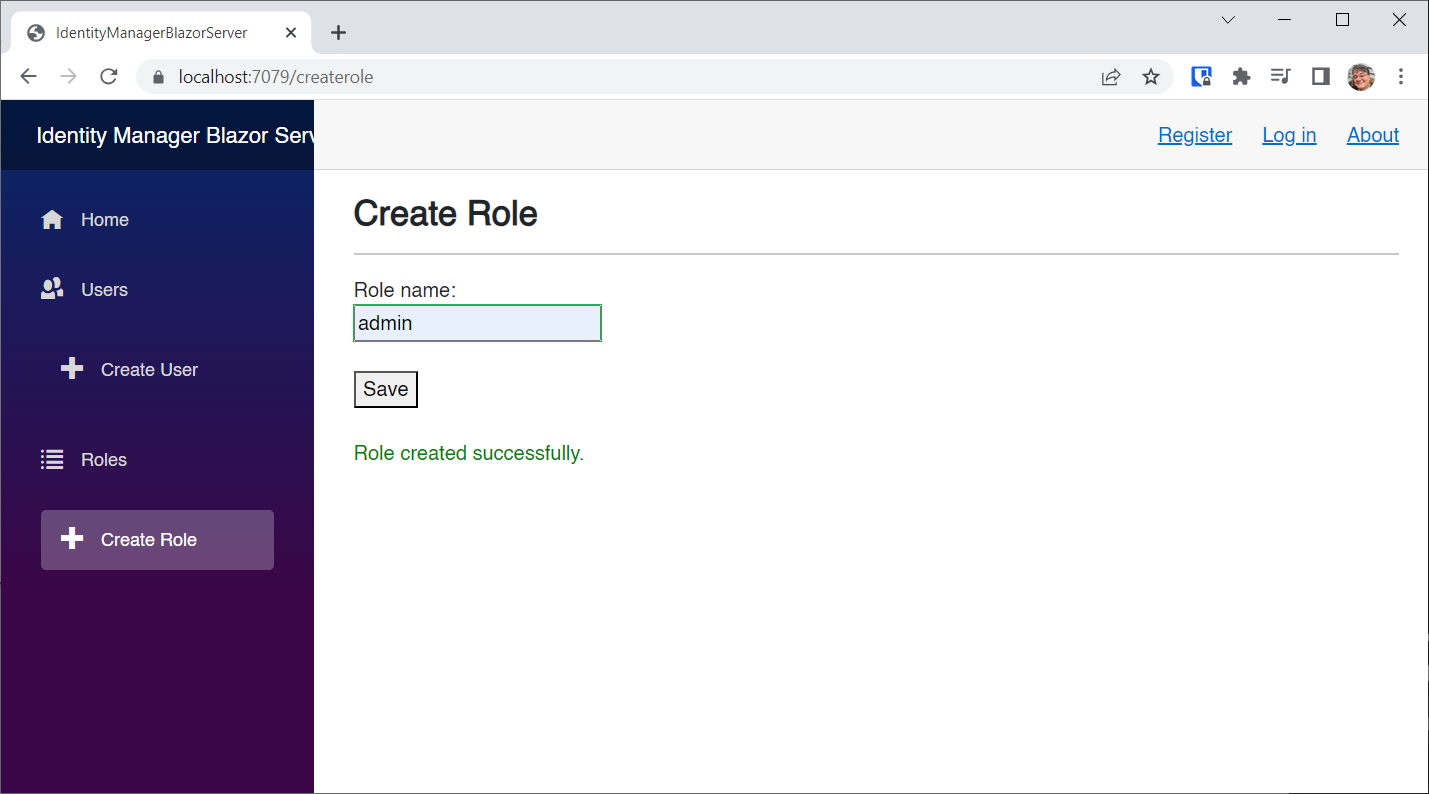 IdentityManagerBlazorServer
localhost:7079/createrole
Identity Manager Blazor Serv
Register Log in About
Home
Users
Create User
Roles
Create Role
Create Role
Role name:
admin
Save
Role created successfully.